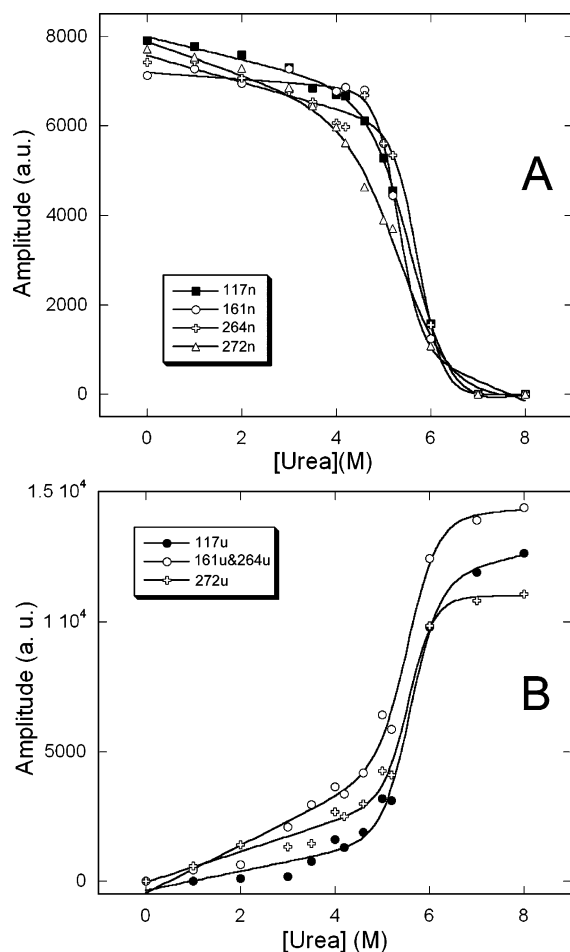 8000
6000
4000
2000
0
Amplitude (a.u.)
A
117n
161n
264n
272n
0 2 4 6 8
[Urea](M)
1.5 10⁴
1 10⁴
5000
0
Amplitude (a. u.)
117u
161u&264u
272u
B
0 2 4 6 8
[Urea] (M)